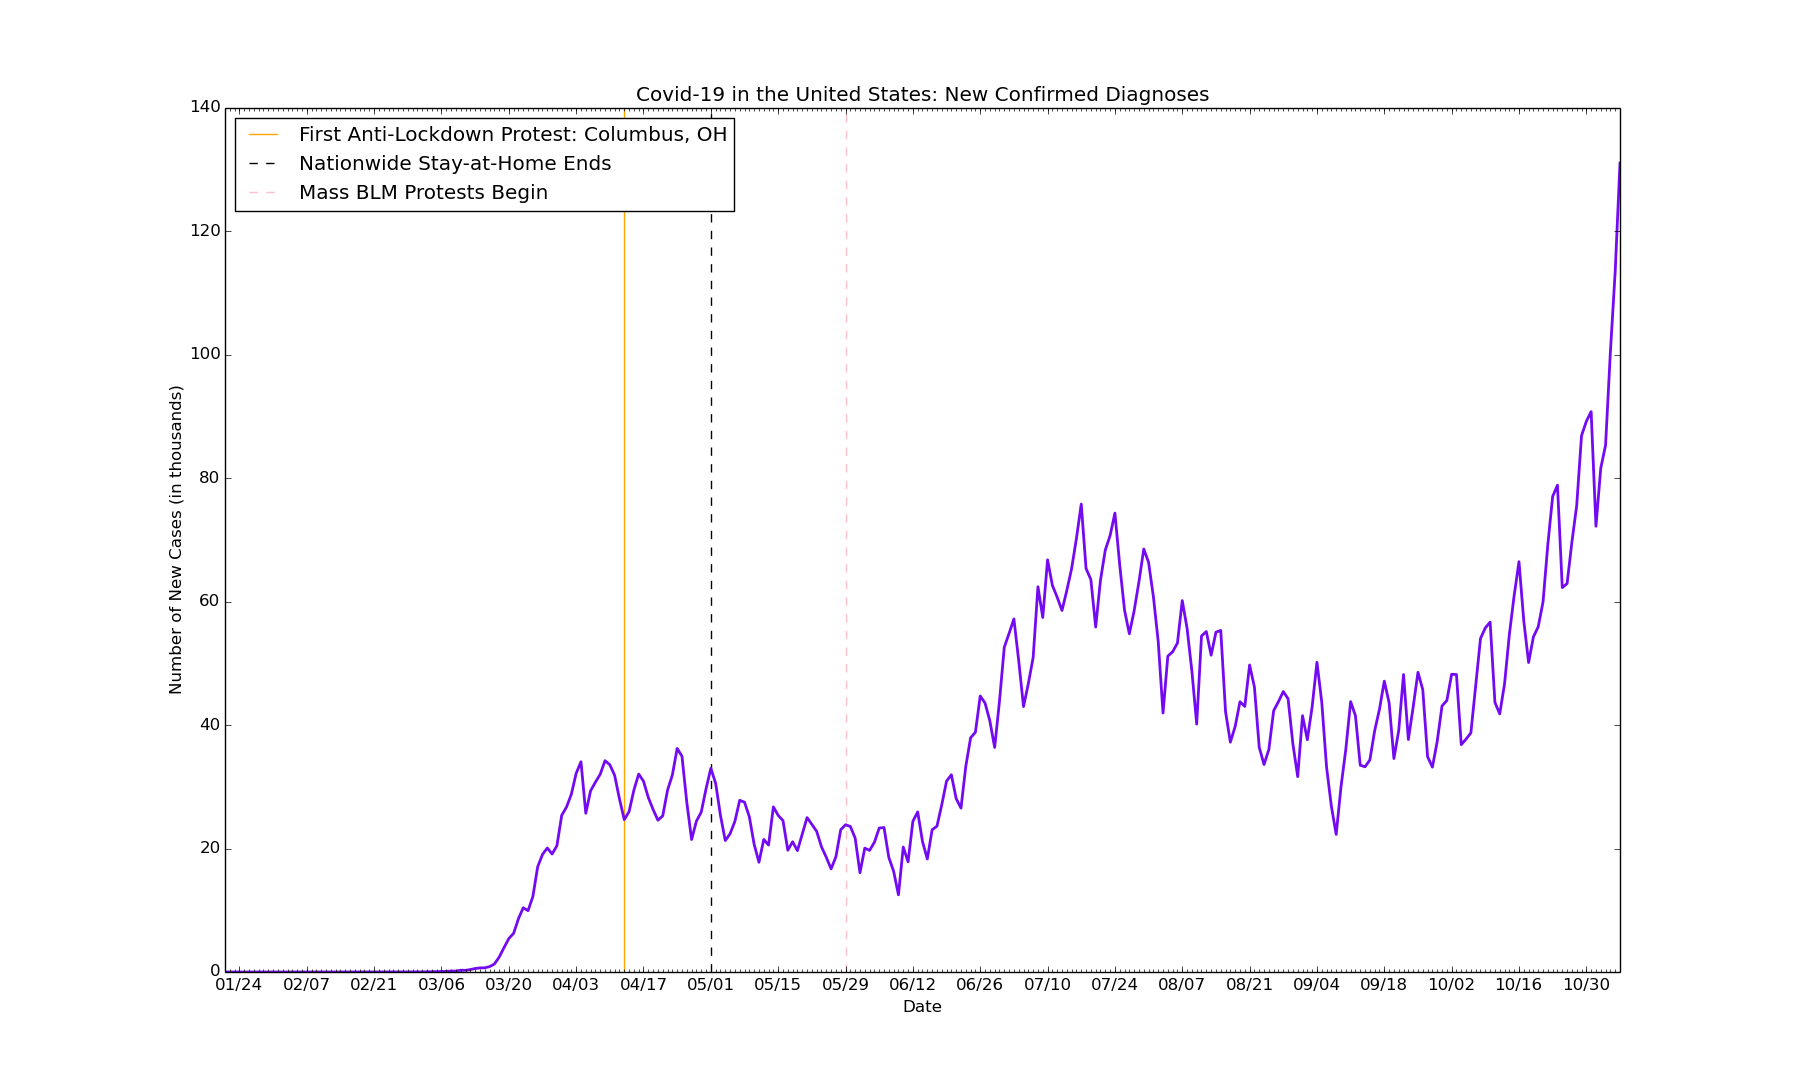 Covid-19 in the United States: New Confirmed Diagnoses
140
First Anti-Lockdown Protest: Columbus, OH
Nationwide Stay-at-Home Ends
Mass BLM Protests Begin
120
100
80
60
40
20
0
Number of New Cases (in thousands)
01/24 02/07 02/21 03/06 03/20 04/03 04/17 05/01 05/15 05/29 06/12 06/26 07/10 07/24 08/07 08/21 09/04 09/18 10/02 10/16 10/30
Date